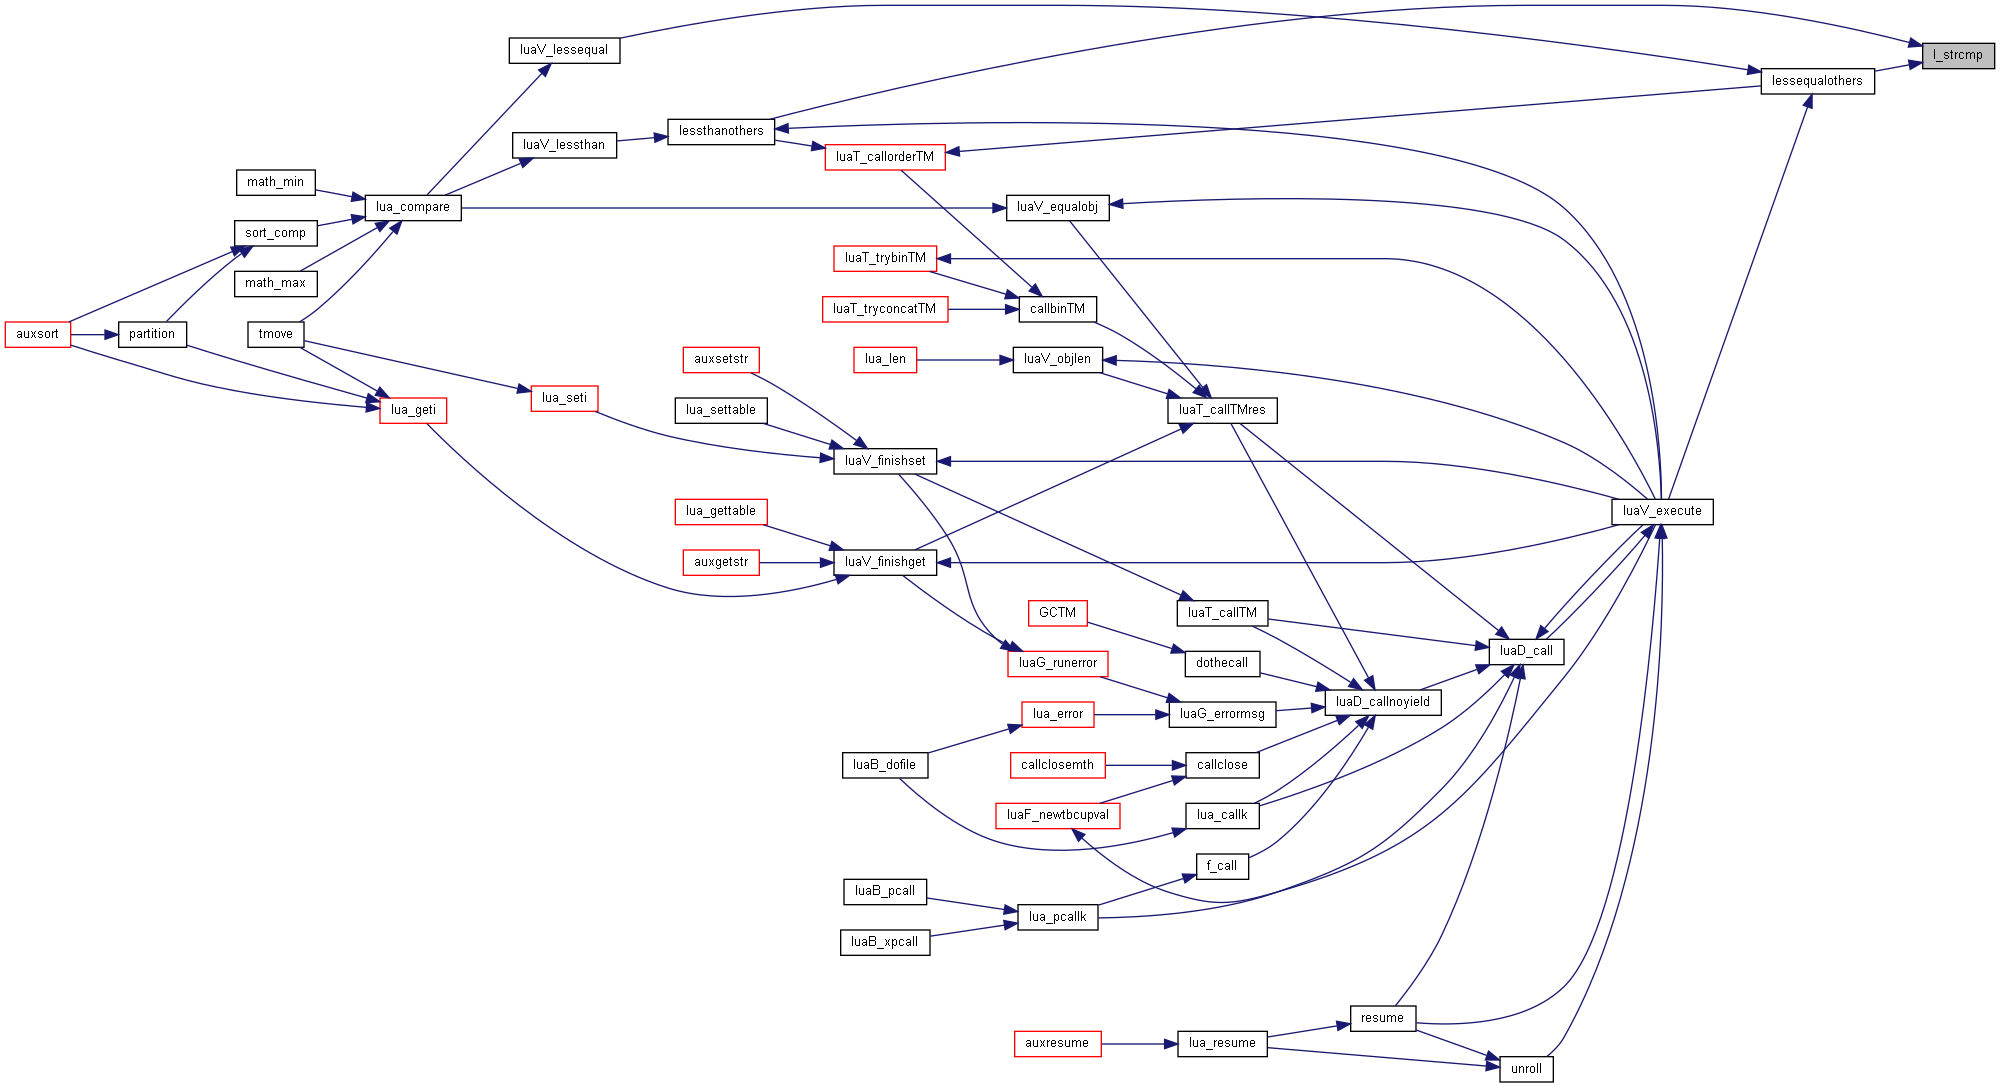 luaV_lessequal
l_strcmp
lessequalothers
lessthanothers
luaV_lessthan
luaT_callorderTM
math_min
lua_compare
luaV_equalobj
sort_comp
luaT_trybinTM
math_max
luaT_tryconcatTM
callbinTM
auxsort
partition
tmove
auxsetstr
lua_len
luaV_objlen
lua_seti
lua_geti
lua_settable
luaT_callTMres
luaV_finishset
lua_gettable
luaV_execute
auxgetstr
luaV_finishget
GCTM
luaT_callTM
luaD_call
luaG_runerror
dothecall
luaD_callnoyield
lua_error
luaG_errormsg
luaB_dofile
callclosemth
callclose
luaF_newtbcupval
lua_callk
f_call
luaB_pcall
lua_pcallk
luaB_xpcall
resume
auxresume
lua_resume
unroll